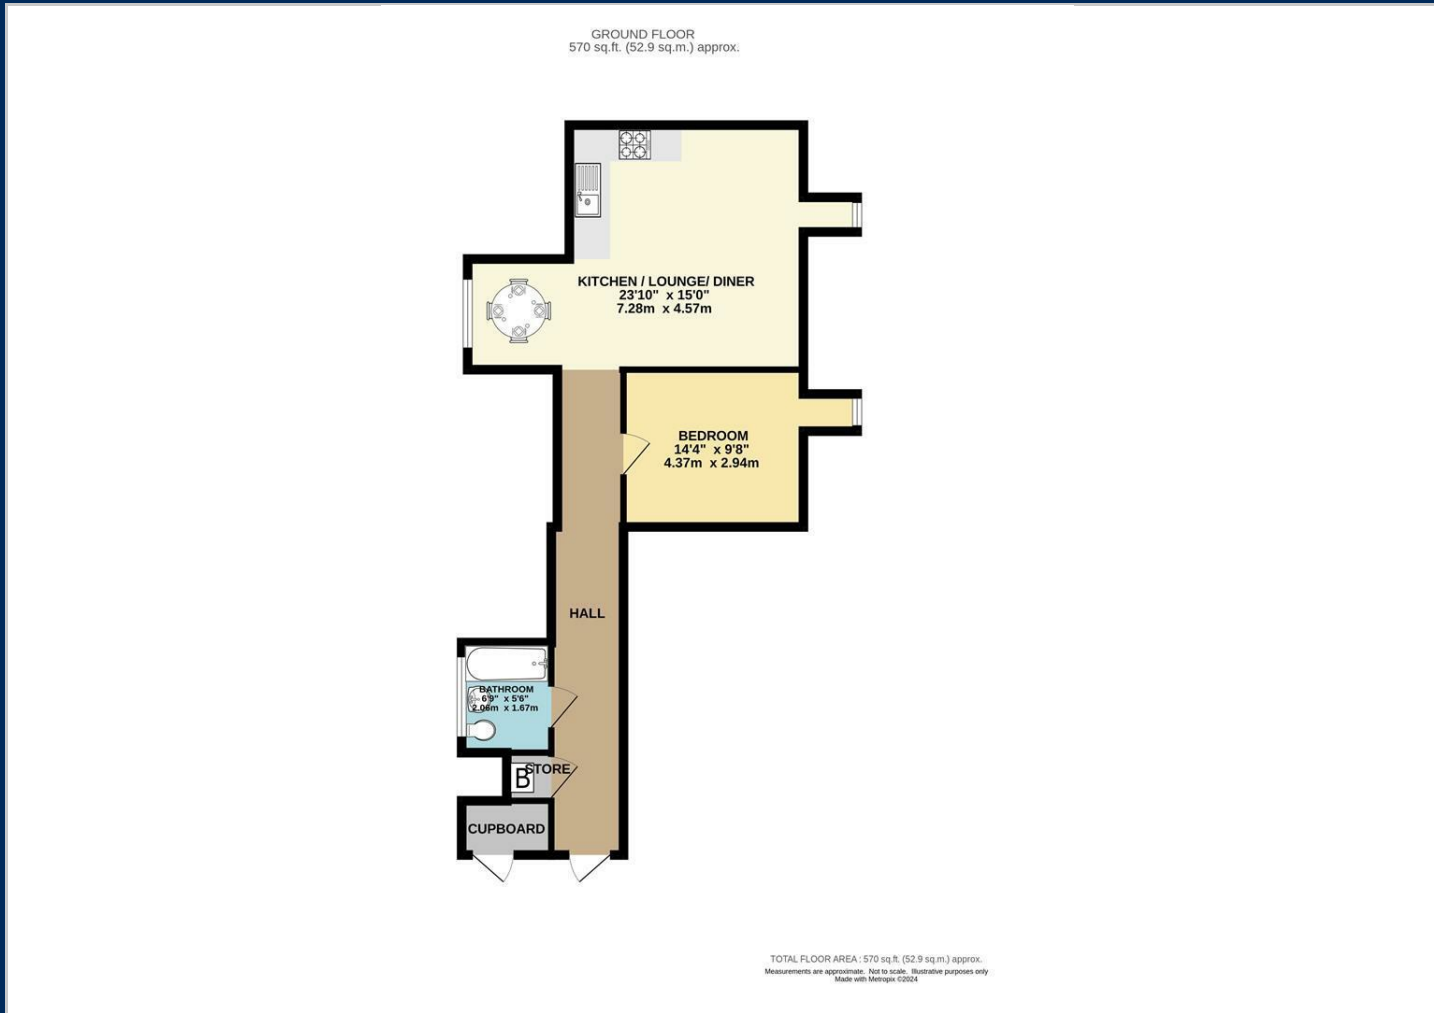 GROUND FLOOR
570 sq.ft. (52.9 sq.m.) approx.
KITCHEN / LOUNGE/ DINER
23'10" x 15'0"
7.28m x 4.57m
BEDROOM
14'4" x 9'8"
4.37m x 2.94m
HALL
BATHROOM
6'9" x 5'6"
2.06m x 1.67m
STORE
B
CUPBOARD
TOTAL FLOOR AREA : 570 sq.ft. (52.9 sq.m.) approx.
Measurements are approximate. Not to scale. Illustrative purposes only
Made with Metropix ©2024